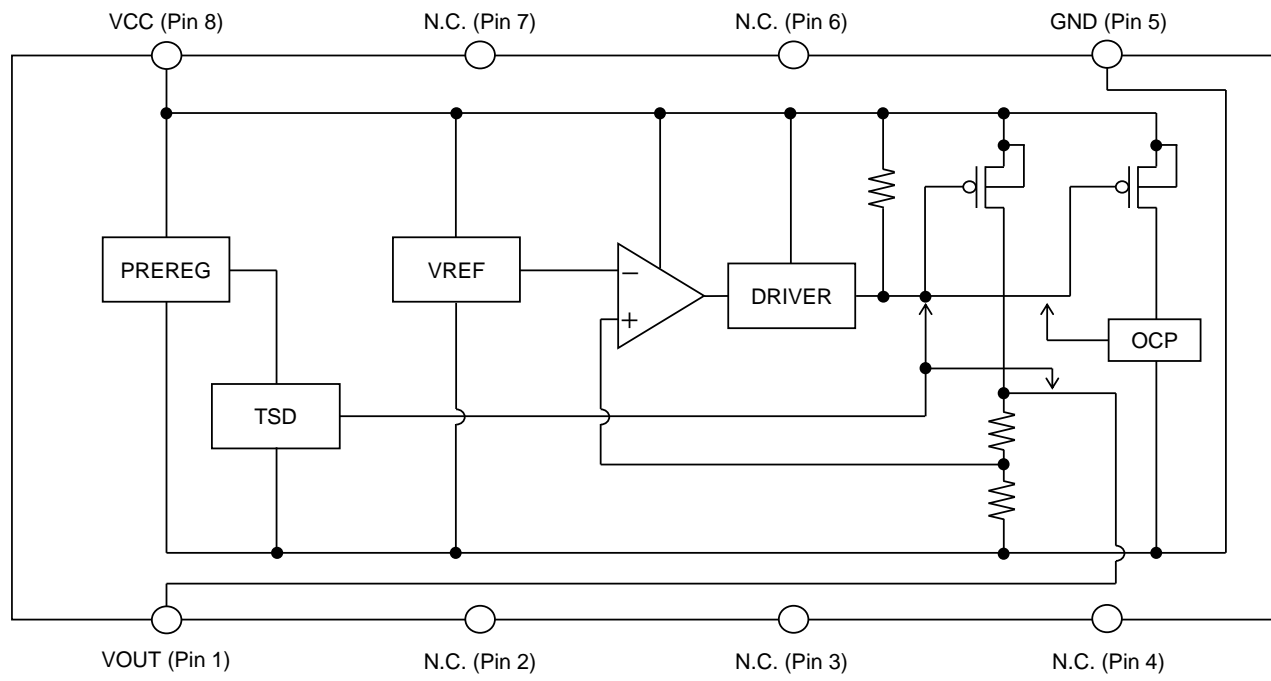 VCC (Pin 8)
N.C. (Pin 7)
N.C. (Pin 6)
GND (Pin 5)
PREREG
VREF
−
+
DRIVER
OCP
TSD
VOUT (Pin 1)
N.C. (Pin 2)
N.C. (Pin 3)
N.C. (Pin 4)